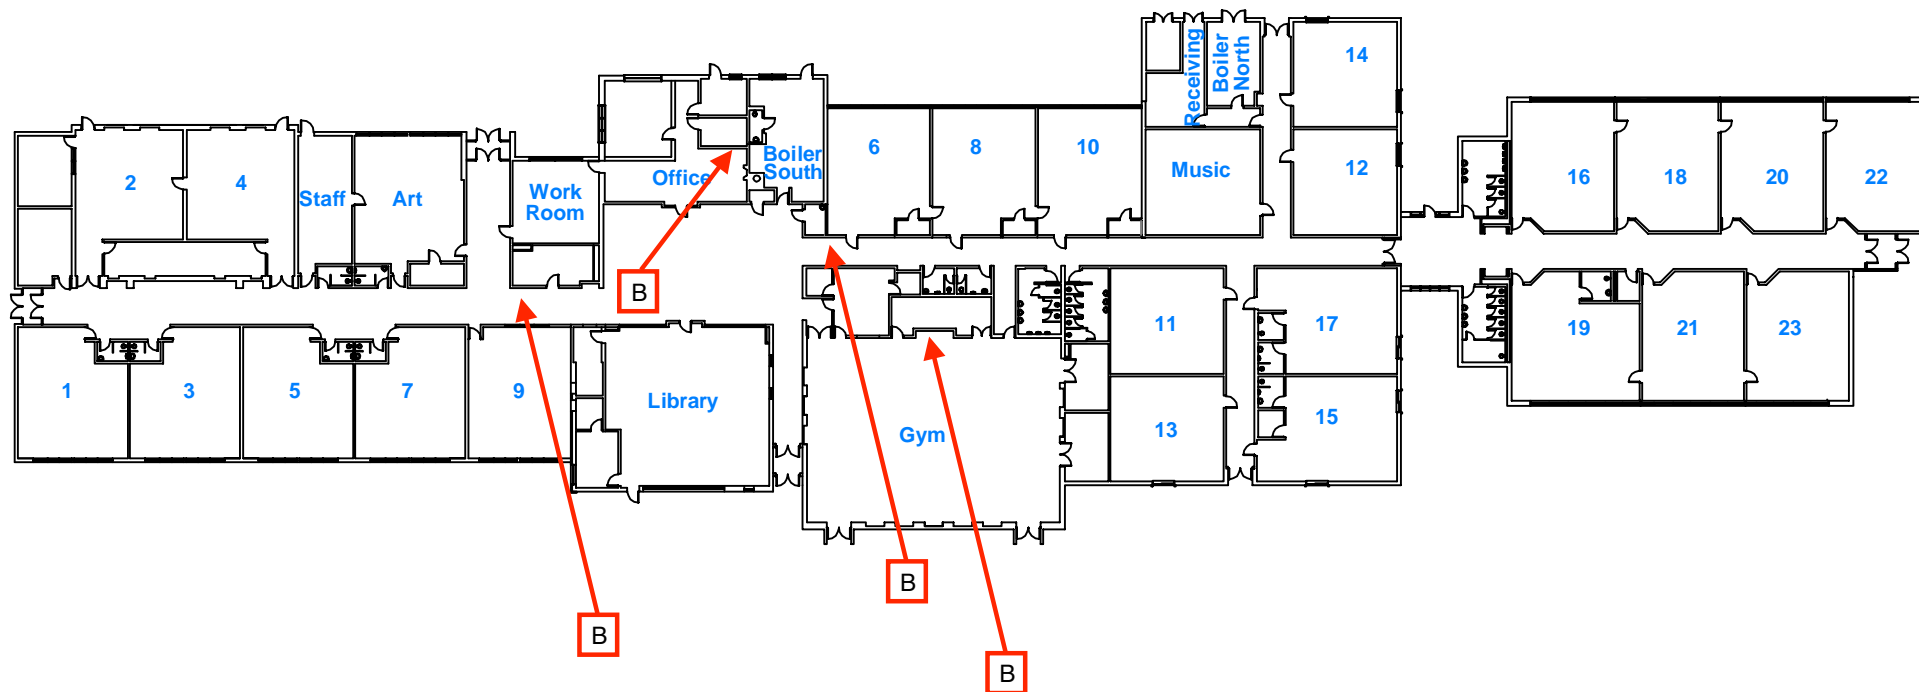 Receiving
Boiler
North
14
2
4
Staff
Art
Work
Room
Office
Boiler
South
6
8
10
Music
12
16
18
20
22
B
1
3
5
7
9
Library
Gym
11
13
17
15
19
21
23
B
B
B